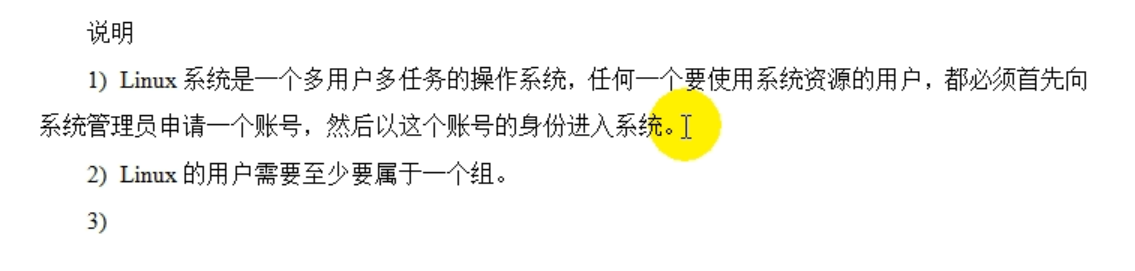 说明
1) Linux 系统是一个多用户多任务的操作系统，任何一个要使用系统资源的用户，都必须首先向
系统管理员申请一个账号，然后以这个账号的身份进入系统。
2) Linux 的用户需要至少要属于一个组。
3)